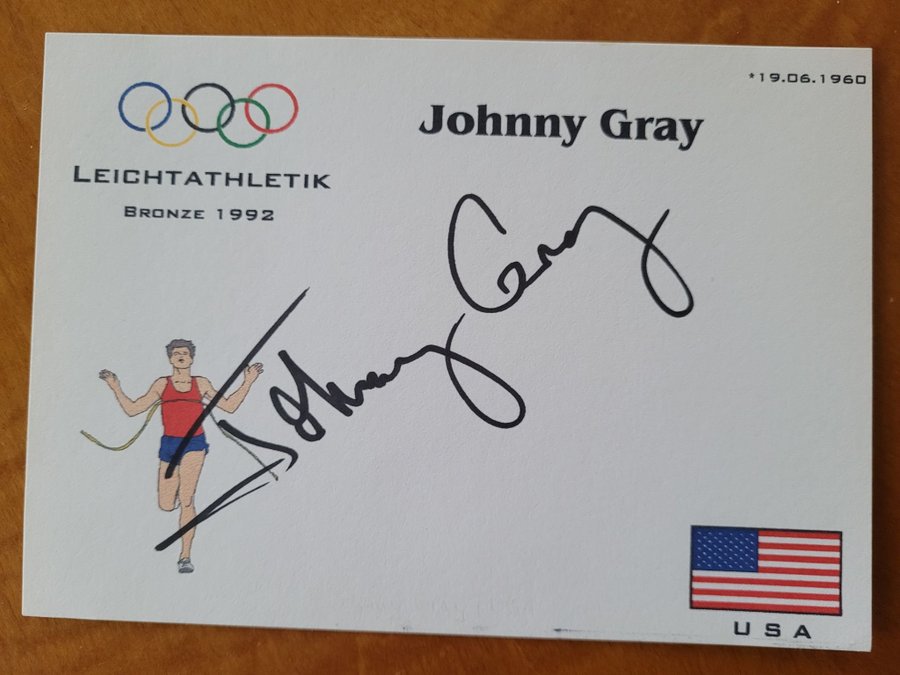 *19.06.1960
Johnny Gray
LEICHTATHLETIK
BRONZE 1992
Johnny Gray
USA